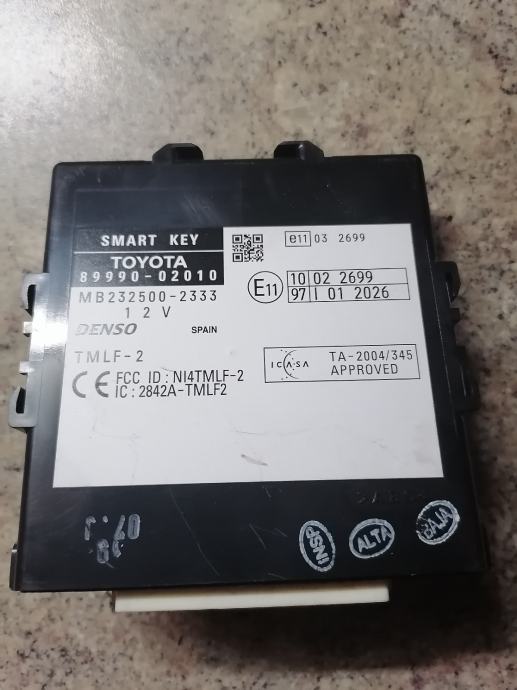 SMART KEY
TOYOTA
89990-02010
MB232500-2333
12V
DENSO SPAIN
TMLF-2
CE FCC ID : NI4TMLF-2
IC : 2842A-TMLF2
e11 03 2699
E11 10 02 2699
97 I 01 2026
ICASA TA-2004/345
APPROVED
INSP ALTA BAJA